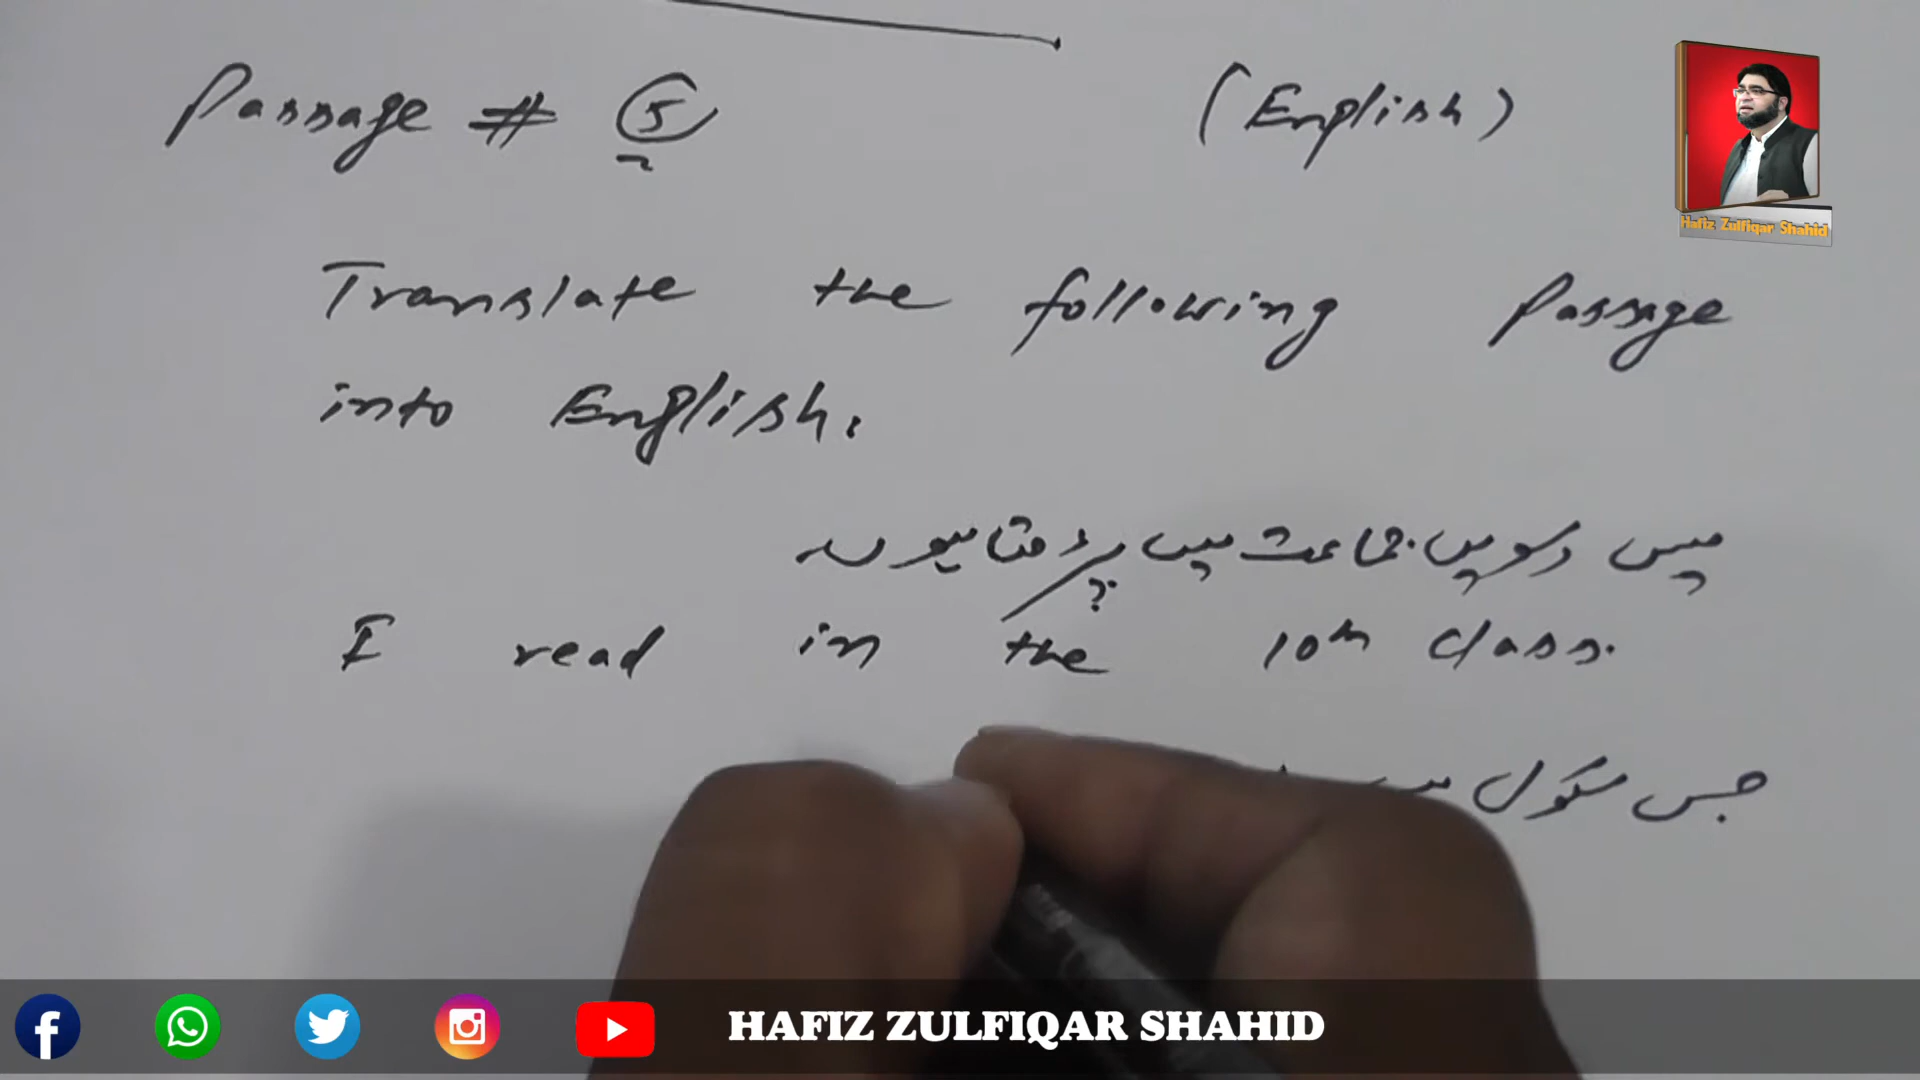 Passage # 5
(English)
Hafiz Zulfiqar Shahid
Translate the following Passage
into English.
میں دسویں جماعت میں پڑھتا ہوں۔
I read in the 10th class.
جس سکول میں
HAFIZ ZULFIQAR SHAHID